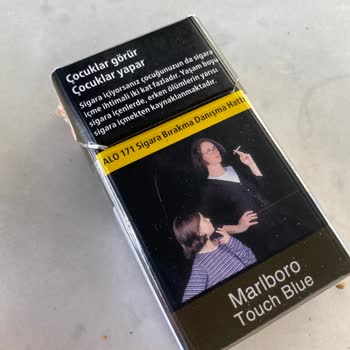 Çocuklar görür
Çocuklar yapar
Sigara içiyorsanız çocuğunuzun da sigara
içme ihtimali iki kat fazladır. Yaşam boyu
sigara içenlerde, erken ölümlerin yarısı
sigara içmekten kaynaklanmaktadır.
ALO 171 Sigara Bırakma Danışma Hattı
Marlboro
Touch Blue